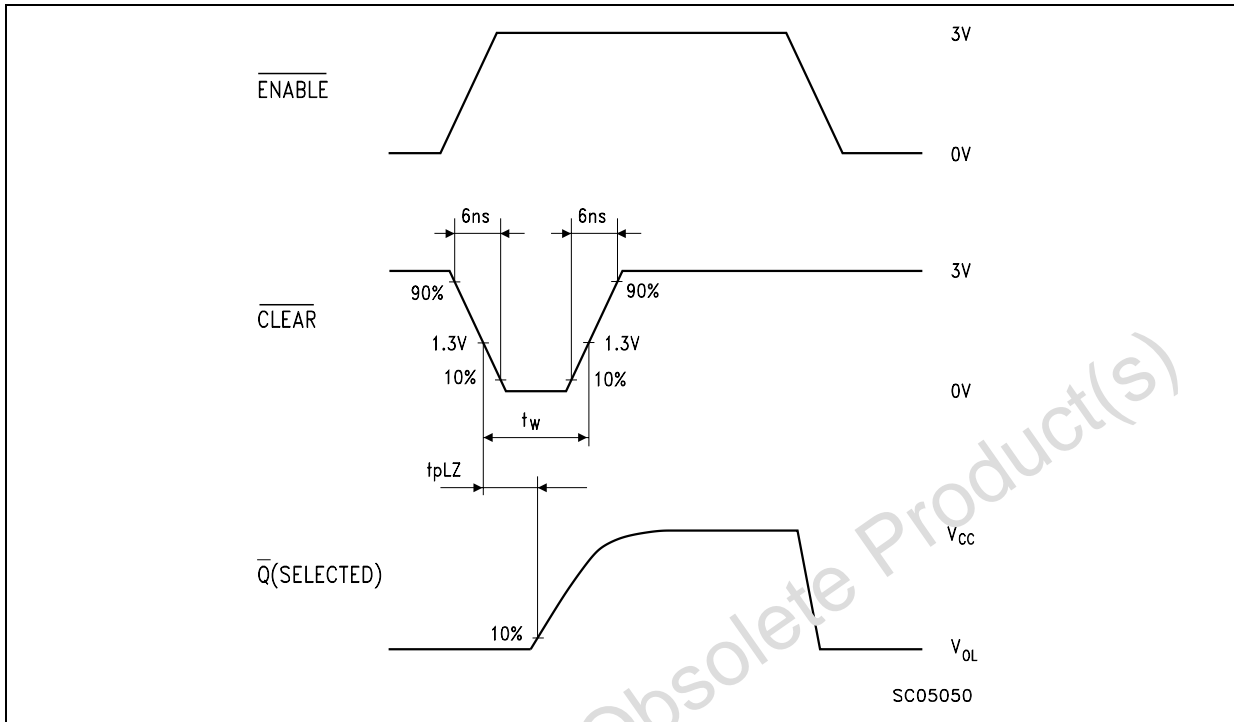 3V
ENABLE
0V
6ns 6ns
3V
90% 90%
CLEAR
1.3V 1.3V
10% 10%
0V
tW
tpLZ
VCC
Q(SELECTED)
10%
VOL
SC05050
Obsolete Product(s)